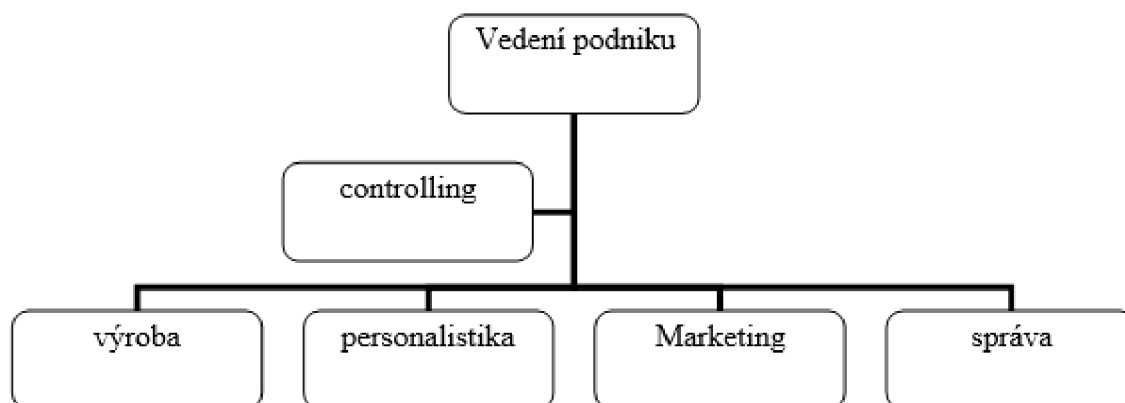 Vedení podniku
controlling
výroba
personalistika
Marketing
správa